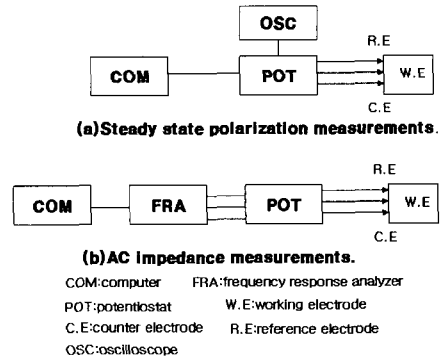 OSC
R.E
COM
POT
W.E
C.E
(a)Steady state polarization measurements.
R.E
COM
FRA
POT
W.E
C.E
(b)AC impedance measurements.
COM:computer FRA:frequency response analyzer
POT:potentiostat W.E:working electrode
C.E:counter electrode R.E:reference electrode
OSC:oscilloscope